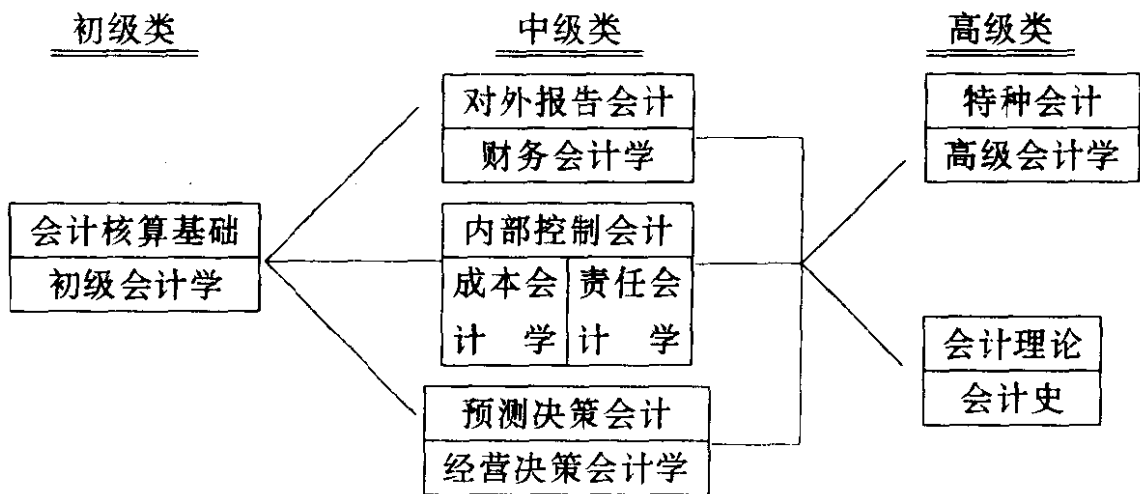 初级类
中级类
高级类
对外报告会计
财务会计学
特种会计
高级会计学
会计核算基础
初级会计学
内部控制会计
成本会
计 学
责任会
计 学
会计理论
会计史
预测决策会计
经营决策会计学